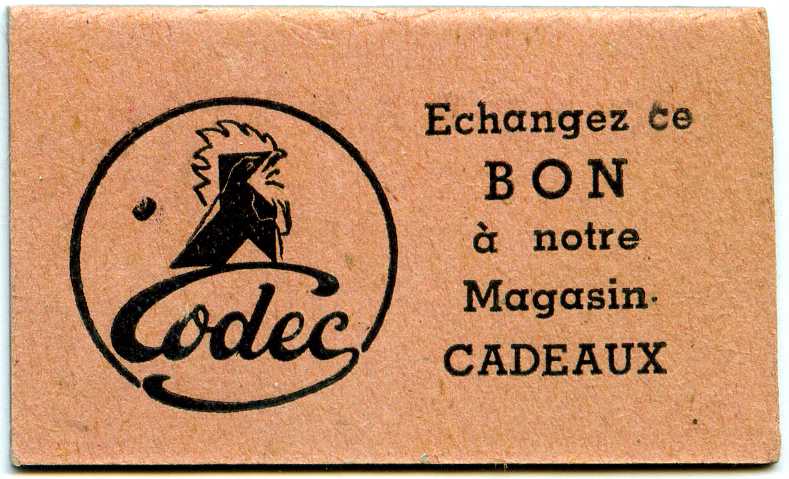 Codec
Echangez ce
BON
à notre
Magasin
CADEAUX